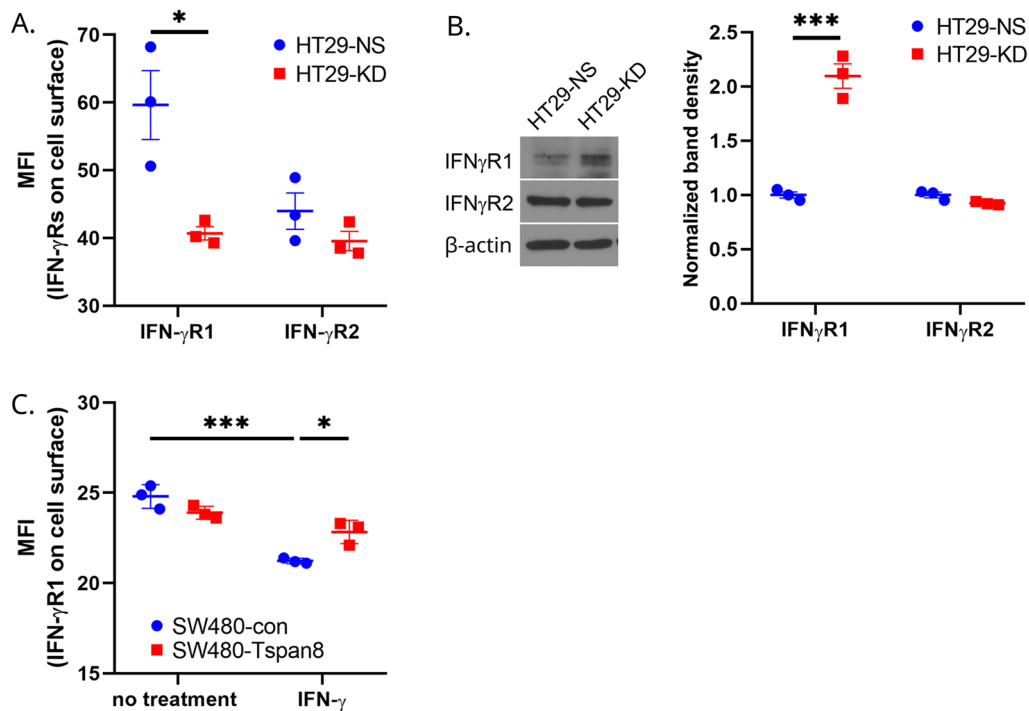 A.
*
70
60
50
40
30
MFI
(IFN-γRs on cell surface)
HT29-NS
HT29-KD
IFN-γR1
IFN-γR2
B.
HT29-NS
HT29-KD
IFNγR1
IFNγR2
β-actin
***
HT29-NS
HT29-KD
2.5
2.0
1.5
1.0
0.5
0.0
Normalized band density
IFNγR1
IFNγR2
C.
30
25
20
15
MFI
(IFN-γR1 on cell surface)
***
*
SW480-con
SW480-Tspan8
no treatment
IFN-γ